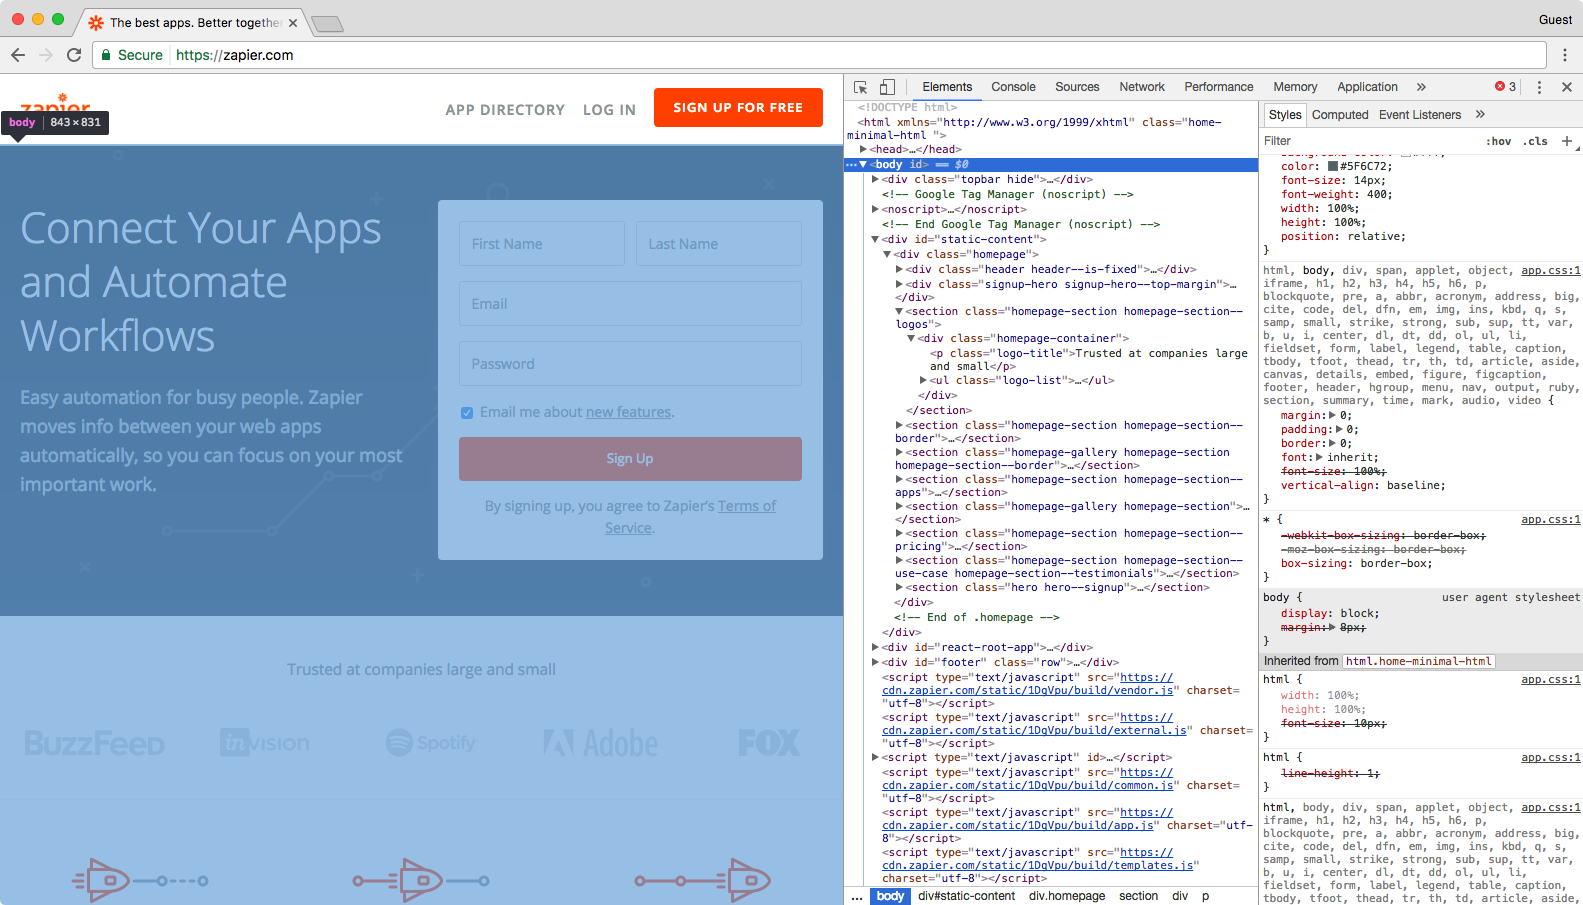 The best apps. Better togethe
Guest
Secure
https://zapier.com
zapier
APP DIRECTORY
LOG IN
SIGN UP FOR FREE
body 843 × 831
Connect Your Apps
and Automate
Workflows
Easy automation for busy people. Zapier
moves info between your web apps
automatically, so you can focus on your most
important work.
First Name
Last Name
Email
Password
Email me about new features.
Sign Up
By signing up, you agree to Zapier's Terms of
Service.
Trusted at companies large and small
BuzzFeed
invision
Spotify
Adobe
FOX
Elements
Console
Sources
Network
Performance
Memory
Application
»
3
<!DOCTYPE html>
<html xmlns="http://www.w3.org/1999/xhtml" class="home-
minimal-html ">
<head>…</head>
<body id> == $0
<div class="topbar hide">…</div>
<!-- Google Tag Manager (noscript) -->
<noscript>…</noscript>
<!-- End Google Tag Manager (noscript) -->
<div id="static-content">
<div class="homepage">
<div class="header header--is-fixed">…</div>
<div class="signup-hero signup-hero--top-margin">…
</div>
<section class="homepage-section homepage-section--
logos">
<div class="homepage-container">
<p class="logo-title">Trusted at companies large
and small</p>
<ul class="logo-list">…</ul>
</div>
</section>
<section class="homepage-section homepage-section--
border">…</section>
<section class="homepage-gallery homepage-section
homepage-section--border">…</section>
<section class="homepage-section homepage-section--
apps">…</section>
<section class="homepage-gallery homepage-section">…
</section>
<section class="homepage-section homepage-section--
pricing">…</section>
<section class="homepage-section homepage-section--
use-case homepage-section--testimonials">…</section>
<section class="hero hero--signup">…</section>
</div>
<!-- End of .homepage -->
</div>
<div id="react-root-app">…</div>
<div id="footer" class="row">…</div>
<script type="text/javascript" src="https://
cdn.zapier.com/static/1DgVpu/build/vendor.js" charset=
"utf-8"></script>
<script type="text/javascript" src="https://
cdn.zapier.com/static/1DgVpu/build/external.js" charset=
"utf-8"></script>
<script type="text/javascript" id>…</script>
<script type="text/javascript" src="https://
cdn.zapier.com/static/1DgVpu/build/common.js" charset=
"utf-8"></script>
<script type="text/javascript" src="https://
cdn.zapier.com/static/1DgVpu/build/app.js" charset="utf-
8"></script>
<script type="text/javascript" src="https://
cdn.zapier.com/static/1DgVpu/build/templates.js"
charset="utf-8"></script>
... body div#static-content div.homepage section div p
Styles
Computed
Event Listeners
»
Filter
:hov
.cls
+
color: #5F6C72;
font-size: 14px;
font-weight: 400;
width: 100%;
height: 100%;
position: relative;
}
html, body, div, span, applet, object, app.css:1
iframe, h1, h2, h3, h4, h5, h6, p,
blockquote, pre, a, abbr, acronym, address, big,
cite, code, del, dfn, em, img, ins, kbd, q, s,
samp, small, strike, strong, sub, sup, tt, var,
b, u, i, center, dl, dt, dd, ol, ul, li,
fieldset, form, label, legend, table, caption,
tbody, tfoot, thead, tr, th, td, article, aside,
canvas, details, embed, figure, figcaption,
footer, header, hgroup, menu, nav, output, ruby,
section, summary, time, mark, audio, video {
margin: 0;
padding: 0;
border: 0;
font: inherit;
font-size: 100%;
vertical-align: baseline;
}
* { app.css:1
-webkit-box-sizing: border-box;
-moz-box-sizing: border-box;
box-sizing: border-box;
}
body { user agent stylesheet
display: block;
margin: 8px;
}
Inherited from html.home-minimal-html
html { app.css:1
width: 100%;
height: 100%;
font-size: 10px;
}
html { app.css:1
line-height: 1;
}
html, body, div, span, applet, object, app.css:1
iframe, h1, h2, h3, h4, h5, h6, p,
blockquote, pre, a, abbr, acronym, address, big,
cite, code, del, dfn, em, img, ins, kbd, q, s,
samp, small, strike, strong, sub, sup, tt, var,
b, u, i, center, dl, dt, dd, ol, ul, li,
fieldset, form, label, legend, table, caption,
tbody, tfoot, thead, tr, th, td, article, aside,